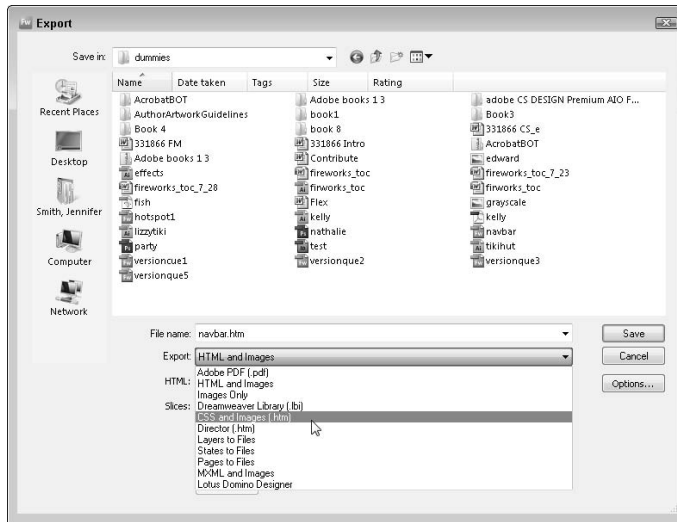 Fw Export
Save in: dummies
Name Date taken Tags Size Rating
AcrobatBOT Adobe books 1 3 adobe CS DESIGN Premium AIO F...
AuthorArtworkGuidelines book1 Book3
Book 4 book 8 331866 CS_e
331866 FM 331866 Intro AcrobatBOT
Adobe books 1 3 Contribute edward
effects fireworks_toc fireworks_toc_7_23
fireworks_toc_7_28 firworks_toc firworks_toc
fish Flex grayscale
hotspot1 kelly kelly
lizzytiki nathalie navbar
party test tikihut
versioncue1 versionque2 versionque3
versionque5
Recent Places
Desktop
Smith, Jennifer
Computer
Network
File name: navbar.htm Save
Export: HTML and Images Cancel
HTML: Options...
Slices:
Adobe PDF (.pdf)
HTML and Images
Images Only
Dreamweaver Library (.lbi)
CSS and Images (.htm)
Director (.htm)
Layers to Files
States to Files
Pages to Files
MXML and Images
Lotus Domino Designer